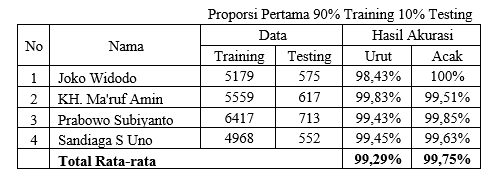 Proporsi Pertama 90% Training 10% Testing
No Nama Data Hasil Akurasi
Training Testing Urut Acak
1 Joko Widodo 5179 575 98,43% 100%
2 KH. Ma'ruf Amin 5559 617 99,83% 99,51%
3 Prabowo Subiyanto 6417 713 99,43% 99,85%
4 Sandiaga S Uno 4968 552 99,45% 99,63%
Total Rata-rata 99,29% 99,75%